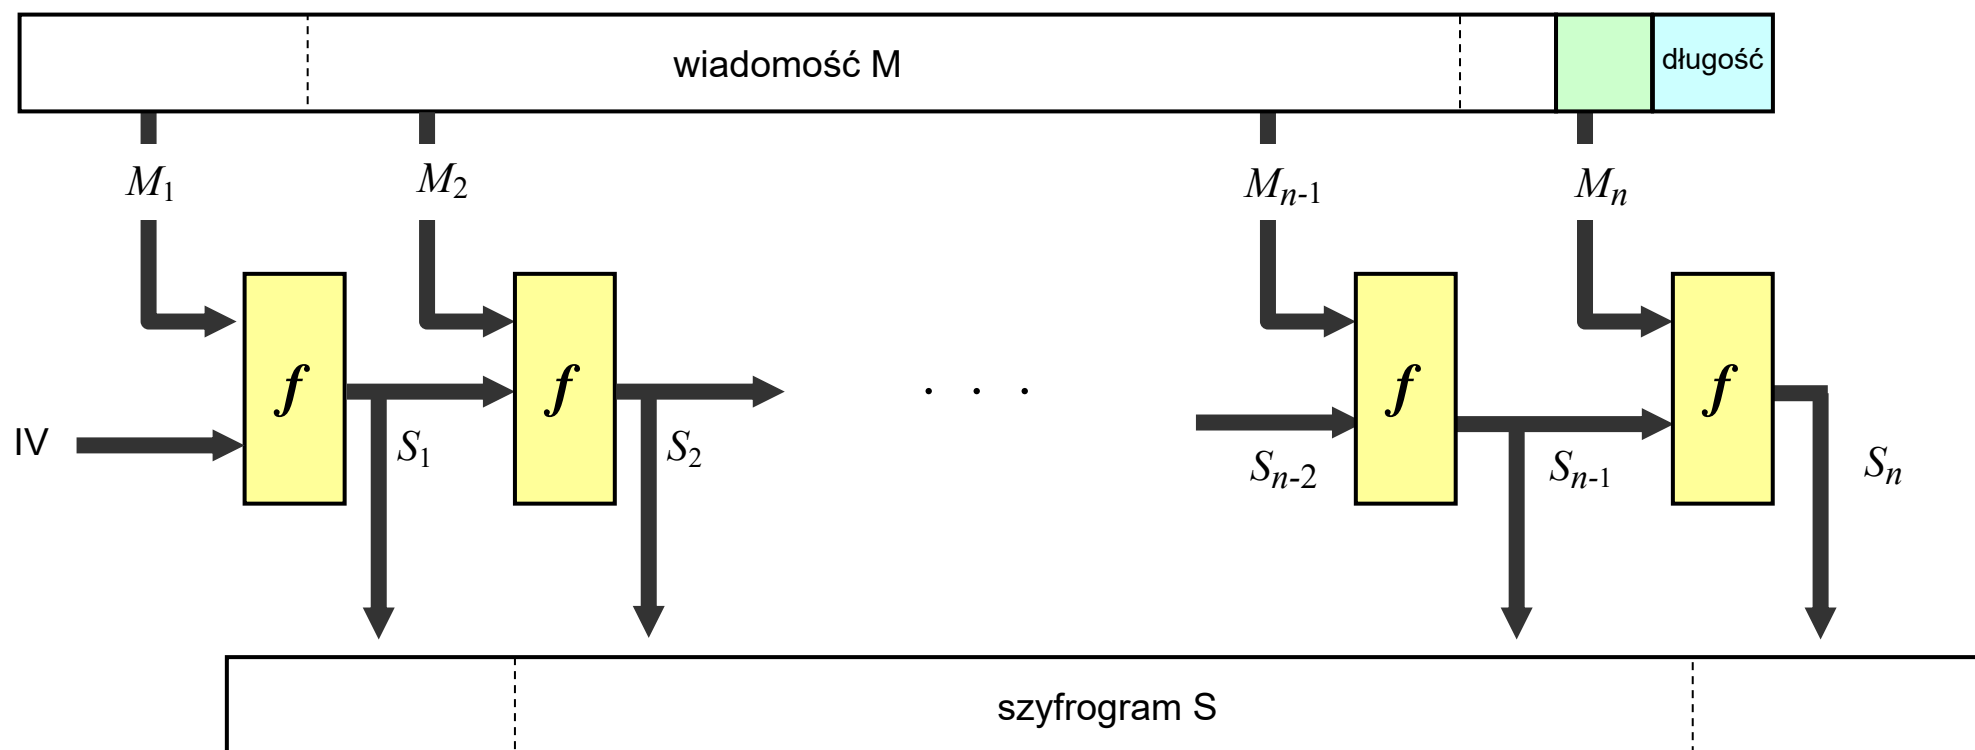 wiadomość M
długość
M1 M2 Mn-1 Mn
f f . . . f f
IV
S1 S2 Sn-2 Sn-1 Sn
szyfrogram S